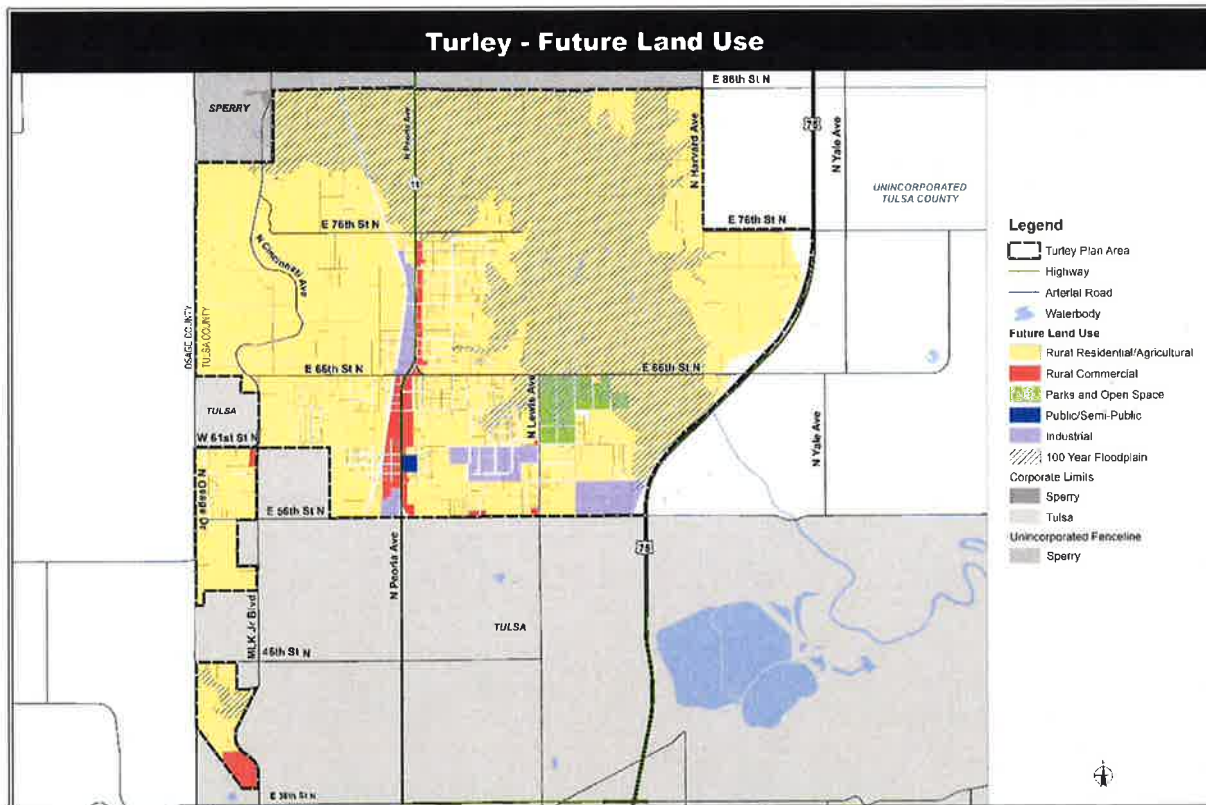 Turley - Future Land Use
E 86th St N
SPERRY
N Peoria Ave
N Harvard Ave
75
N Yale Ave
UNINCORPORATED
TULSA COUNTY
E 76th St N
E 76th St N
N Cincinnati Ave
OSAGE COUNTY
TULSA COUNTY
E 66th St N
E 66th St N
TULSA
N Lewis Ave
W 61st St N
N Yale Ave
N Osage Dr
E 56th St N
75
N Peoria Ave
MLK Jr Blvd
TULSA
46th St N
E 36th St N
Legend
Turley Plan Area
Highway
Arterial Road
Waterbody
Future Land Use
Rural Residential/Agricultural
Rural Commercial
Parks and Open Space
Public/Semi-Public
Industrial
100 Year Floodplain
Corporate Limits
Sperry
Tulsa
Unincorporated Fenceline
Sperry